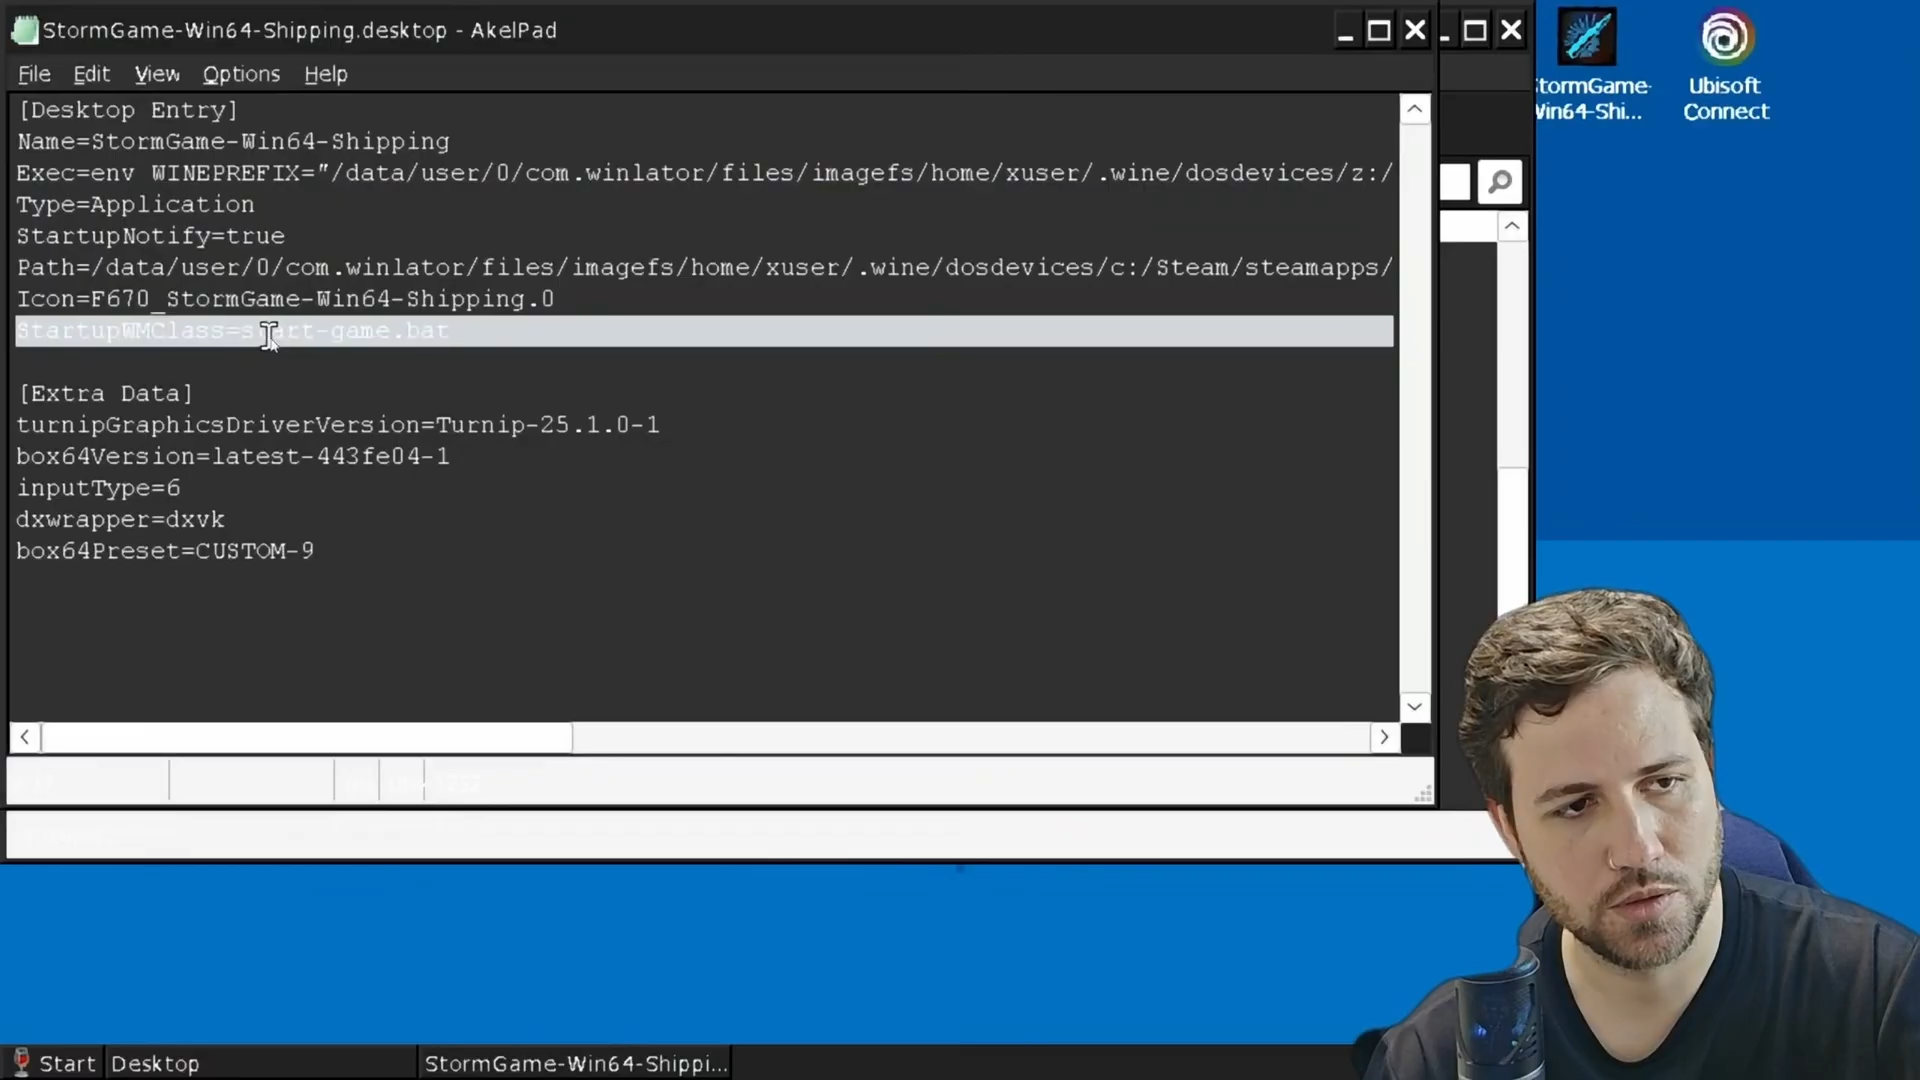 StormGame-Win64-Shipping.desktop - AkelPad
File Edit View Options Help
[Desktop Entry]
Name=StormGame-Win64-Shipping
Exec=env WINEPREFIX="/data/user/0/com.winlator/files/imagefs/home/xuser/.wine/dosdevices/z:/
Type=Application
StartupNotify=true
Path=/data/user/0/com.winlator/files/imagefs/home/xuser/.wine/dosdevices/c:/Steam/steamapps/
Icon=F670_StormGame-Win64-Shipping.0
StartupWMClass=start-game.bat
[Extra Data]
turnipGraphicsDriverVersion=Turnip-25.1.0-1
box64Version=latest-443fe04-1
inputType=6
dxwrapper=dxvk
box64Preset=CUSTOM-9
tormGame-
Win64-Shi...
Ubisoft
Connect
Start
Desktop
StormGame-Win64-Shippi...